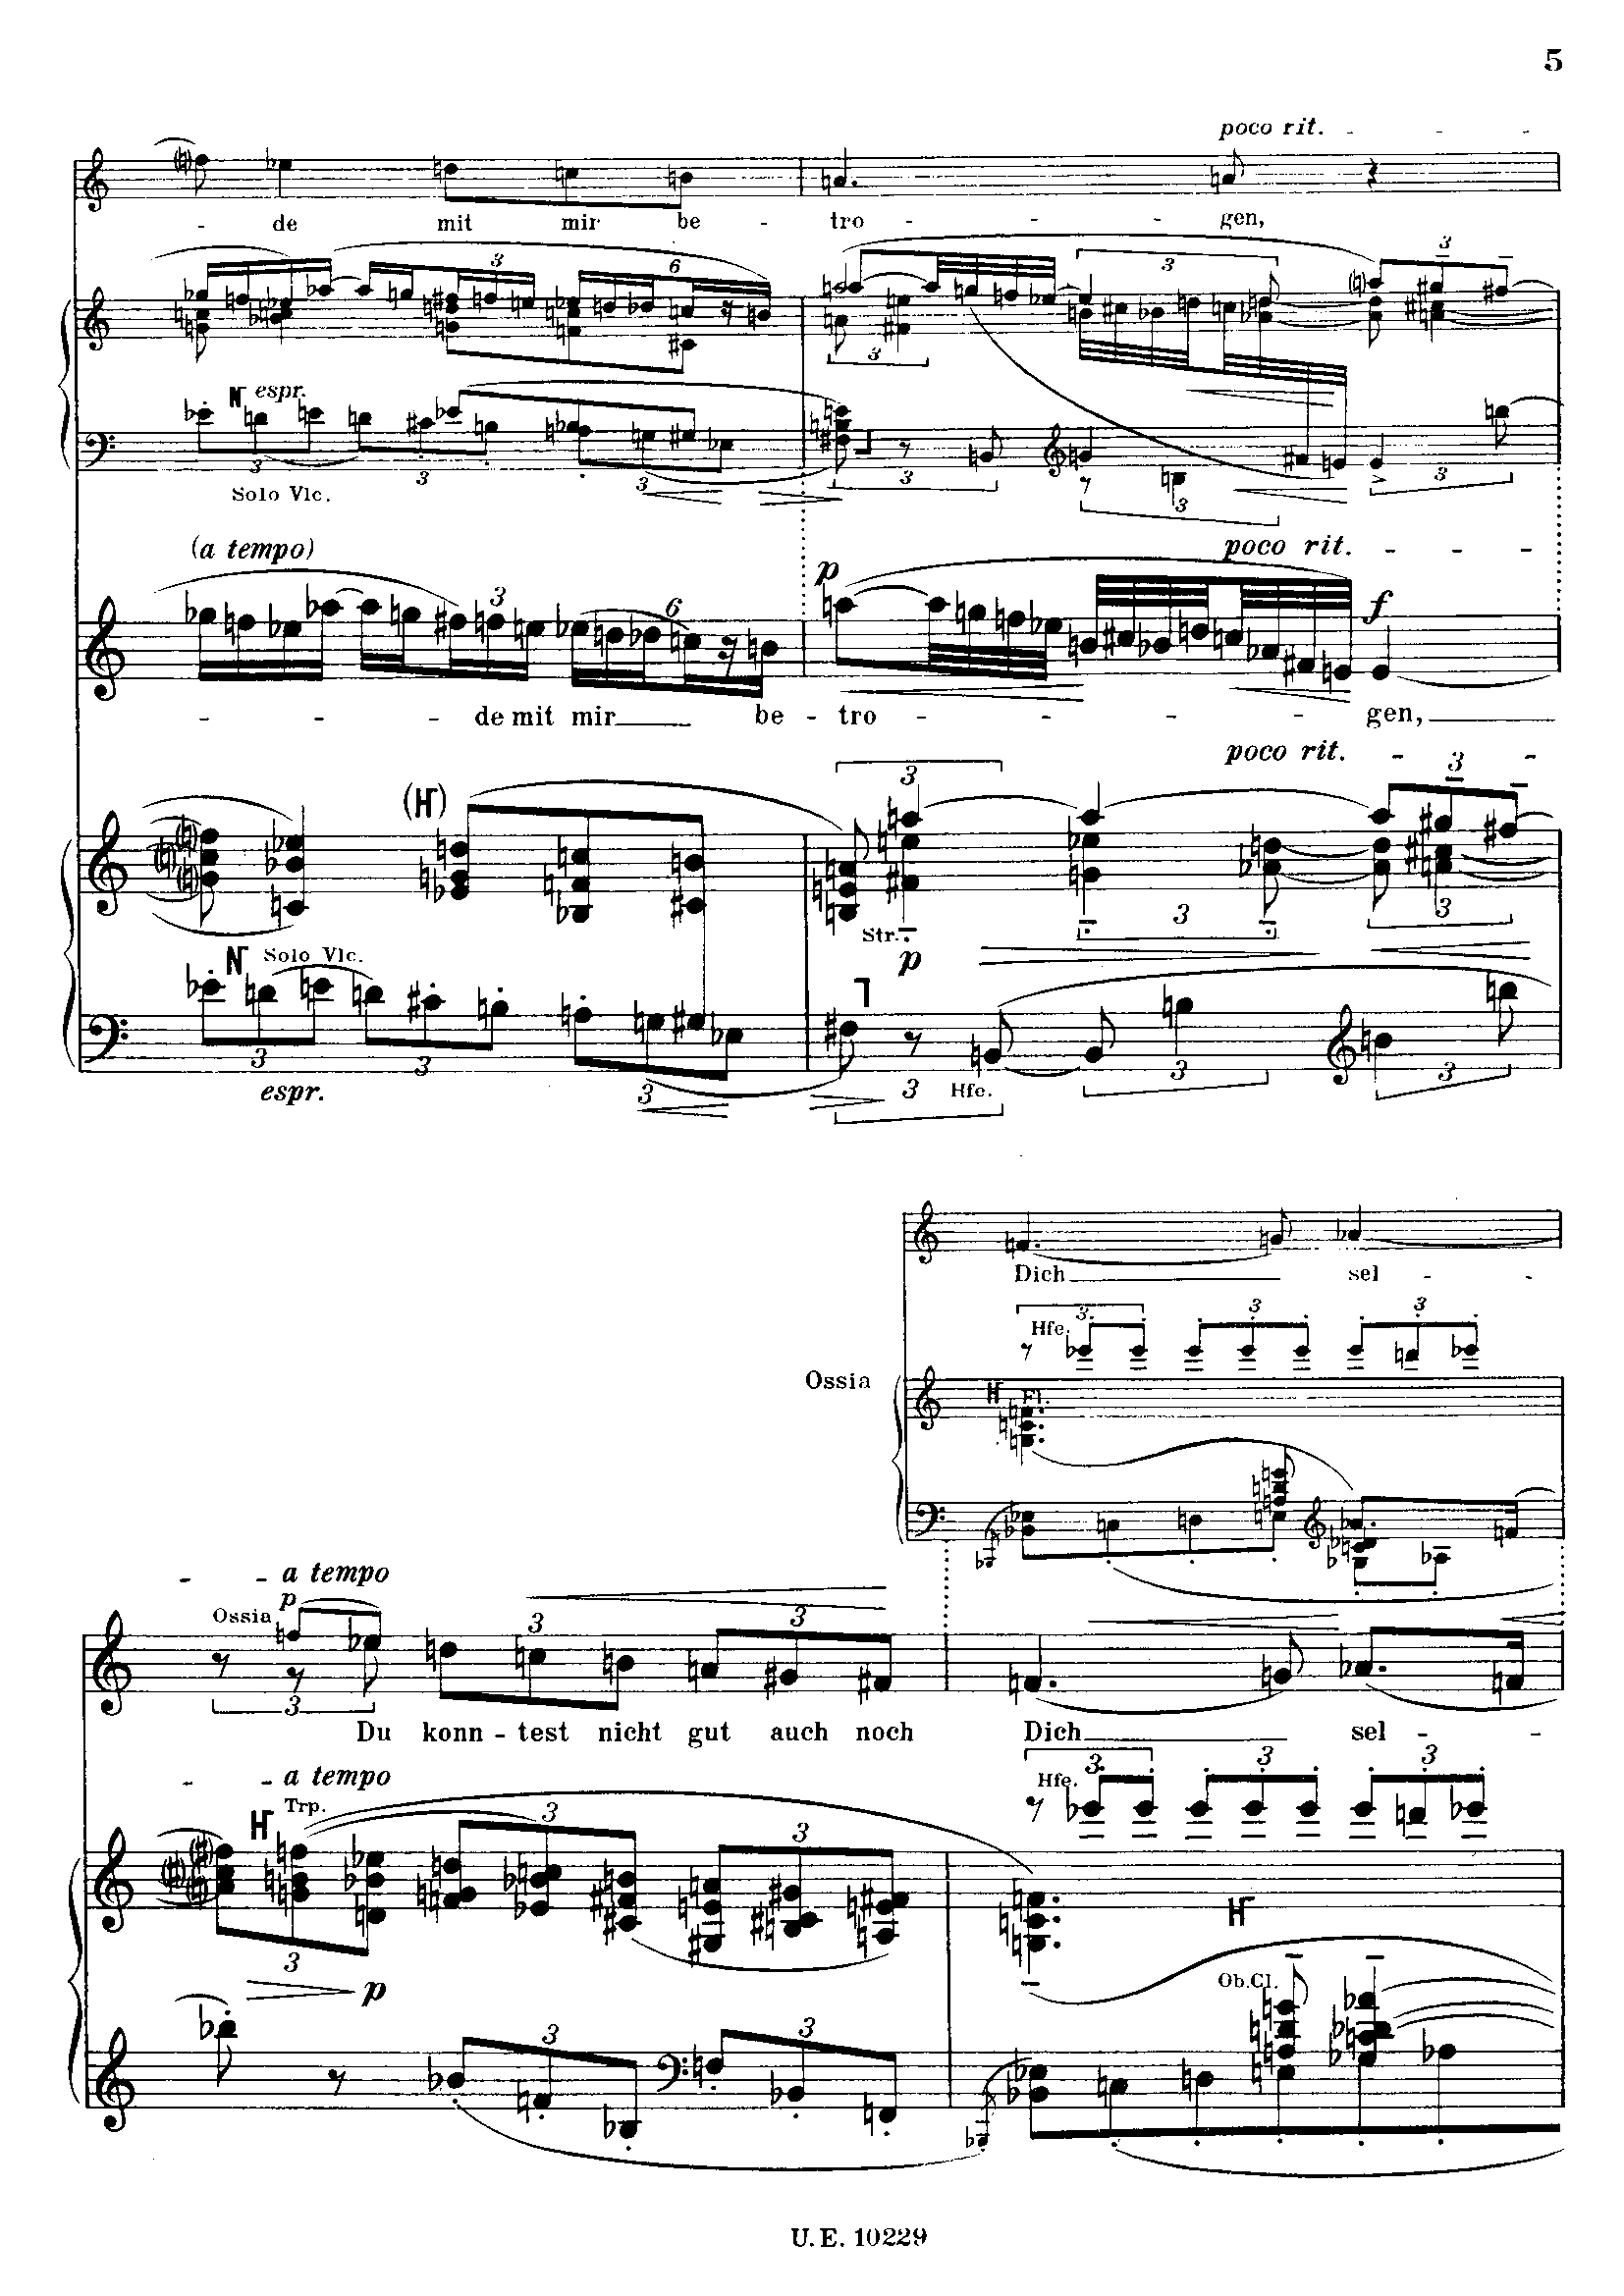 5
poco rit. - - -
- de mit mir be - tro - - - gen,
3 6 3 3
espr.
3 3 3 3 3 3 3
Solo Vlc.
(a tempo) poco rit. - - -
p f
3 6
- - - de mit mir be - tro - - - - gen,
poco rit. - - -
(H) 3 3
Str. 3 3
N Solo Vlc. p
3 3 3 3 3 3
espr. Hfe.
Dich sel - -
Hfe. 3 3 3
Ossia
H Fl.
- - a tempo
Ossia p 3 3
3
Du konn - test nicht gut auch noch Dich sel - -
- - a tempo
H Trp. 3 3 Hfe. 3 3 3
H
3 p Ob.Cl.
3 3
U. E. 10229